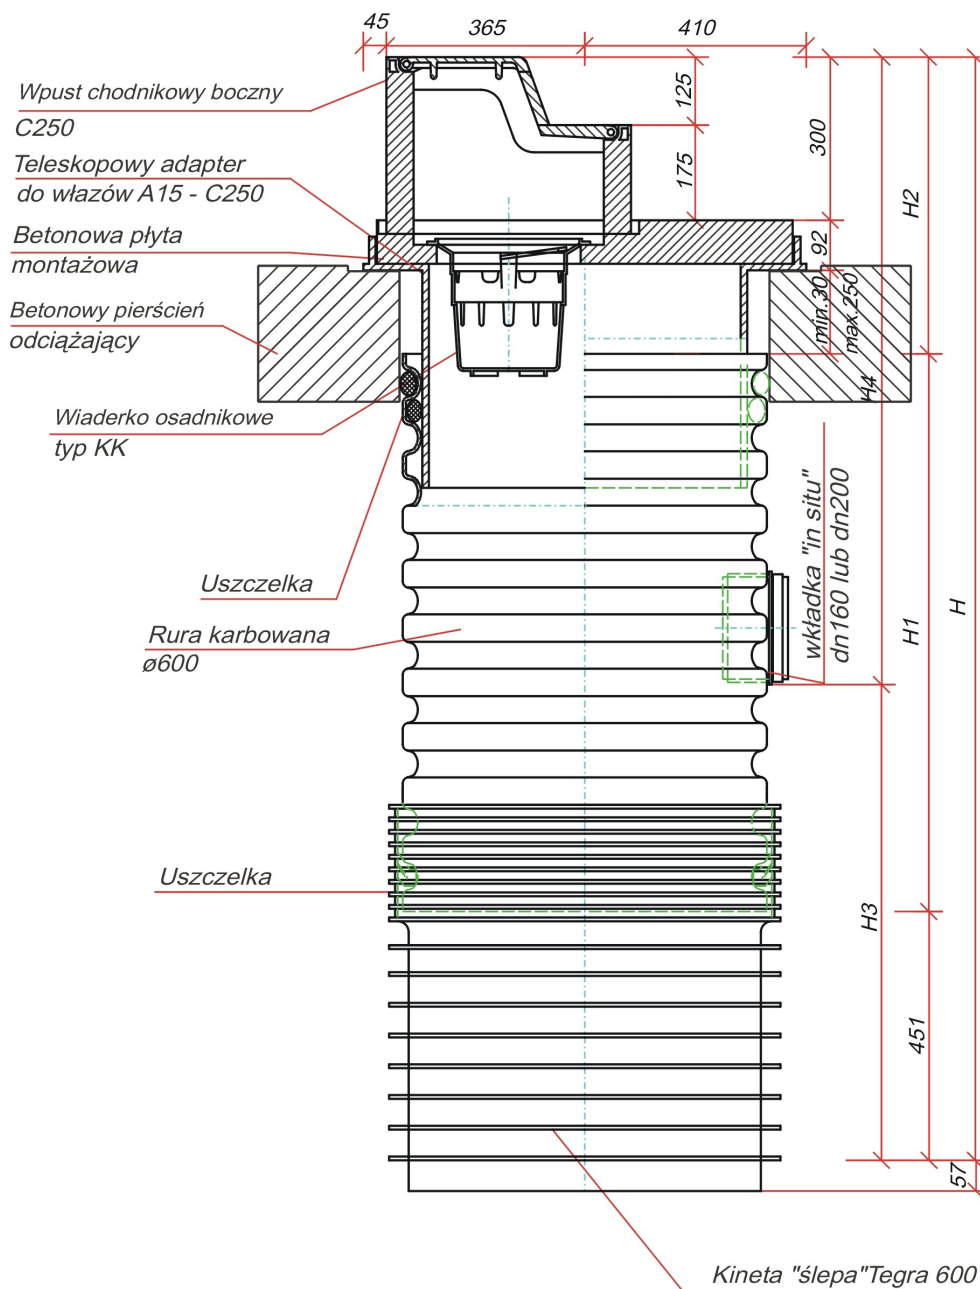 45
365
410
Wpust chodnikowy boczny
C250
Teleskopowy adapter
do włazów A15 - C250
Betonowa płyta
montażowa
Betonowy pierścień
odciążający
Wiaderko osadnikowe
typ KK
Uszczelka
Rura karbowana
ø600
Uszczelka
125
175
300
92
min.30
max.250
H2
H4
wkładka "in situ"
dn160 lub dn200
H1
H
H3
451
57
Kineta "ślepa"Tegra 600